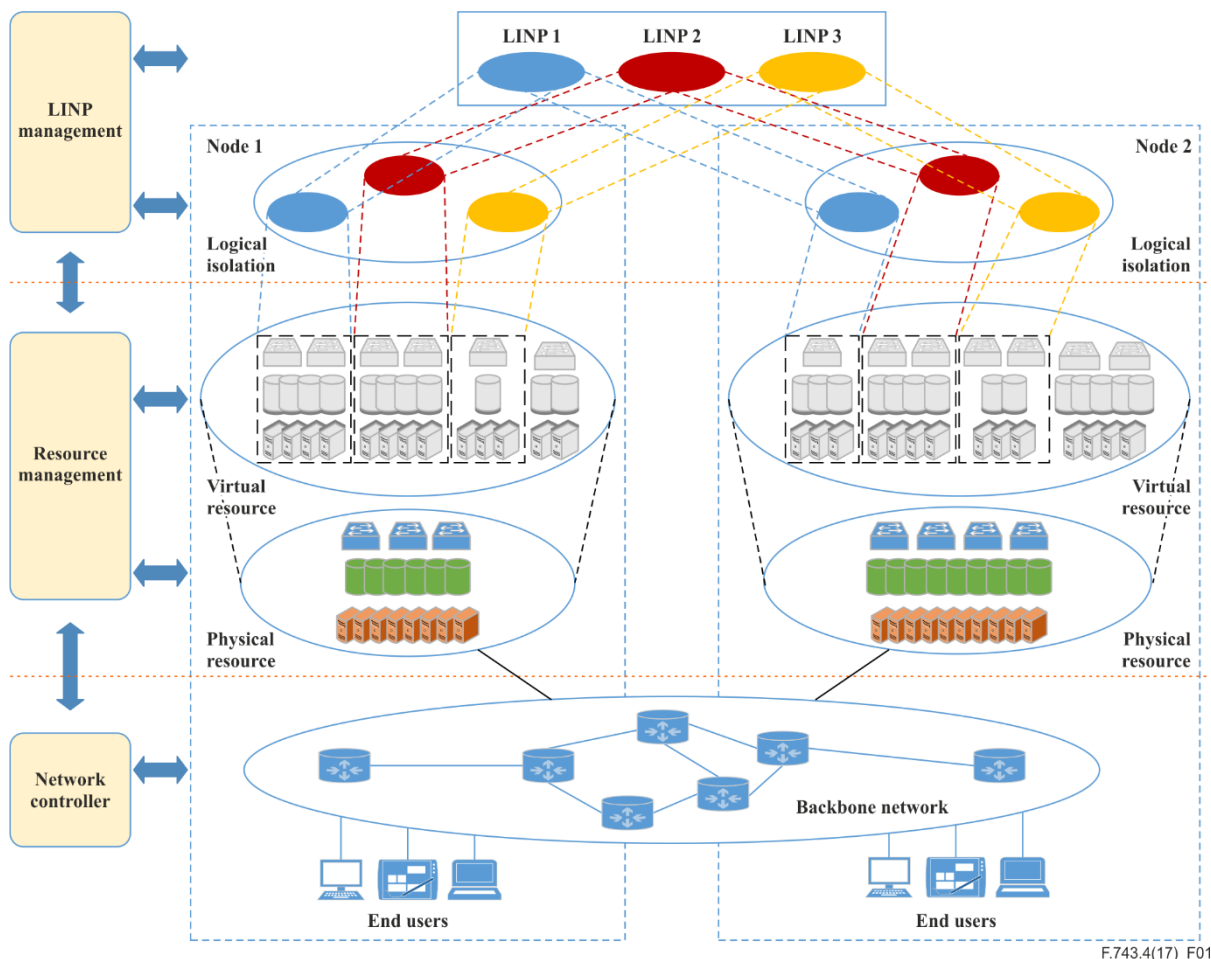 LINP 1
LINP 2
LINP 3
LINP
management
Node 1
Node 2
Logical
isolation
Logical
isolation
Resource
management
Virtual
resource
Virtual
resource
Physical
resource
Physical
resource
Network
controller
Backbone network
End users
End users
F.743.4(17)_F01